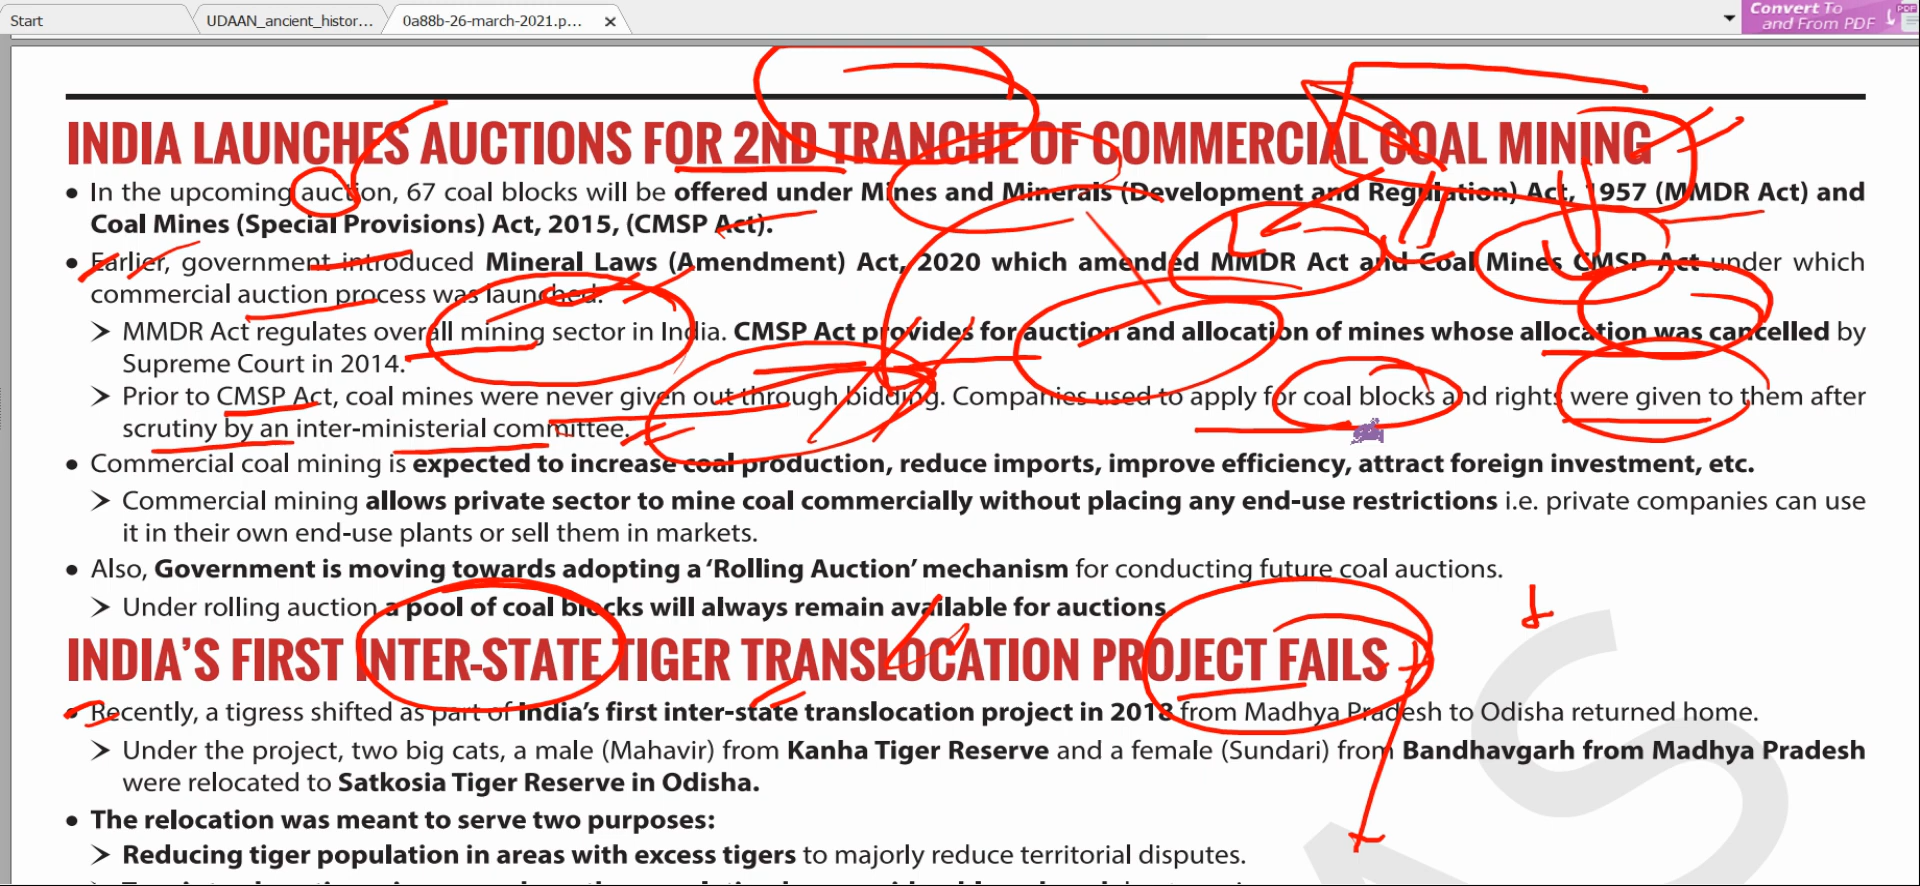 Start
UDAAN_ancient_histor...
0a88b-26-march-2021.p...
Convert To
and From PDF
PDF
INDIA LAUNCHES AUCTIONS FOR 2ND TRANCHE OF COMMERCIAL COAL MINING
• In the upcoming auction, 67 coal blocks will be offered under Mines and Minerals (Development and Regulation) Act, 1957 (MMDR Act) and
Coal Mines (Special Provisions) Act, 2015, (CMSP Act).
• Earlier, government introduced Mineral Laws (Amendment) Act, 2020 which amended MMDR Act and Coal Mines CMSP Act under which
commercial auction process was launched.
➤ MMDR Act regulates overall mining sector in India. CMSP Act provides for auction and allocation of mines whose allocation was cancelled by
Supreme Court in 2014.
➤ Prior to CMSP Act, coal mines were never given out through bidding. Companies used to apply for coal blocks and rights were given to them after
scrutiny by an inter-ministerial committee.
• Commercial coal mining is expected to increase coal production, reduce imports, improve efficiency, attract foreign investment, etc.
➤ Commercial mining allows private sector to mine coal commercially without placing any end-use restrictions i.e. private companies can use
it in their own end-use plants or sell them in markets.
• Also, Government is moving towards adopting a ‘Rolling Auction’ mechanism for conducting future coal auctions.
➤ Under rolling auction a pool of coal blocks will always remain available for auctions
INDIA’S FIRST INTER-STATE TIGER TRANSLOCATION PROJECT FAILS
• Recently, a tigress shifted as part of India’s first inter-state translocation project in 2018 from Madhya Pradesh to Odisha returned home.
➤ Under the project, two big cats, a male (Mahavir) from Kanha Tiger Reserve and a female (Sundari) from Bandhavgarh from Madhya Pradesh
were relocated to Satkosia Tiger Reserve in Odisha.
• The relocation was meant to serve two purposes:
➤ Reducing tiger population in areas with excess tigers to majorly reduce territorial disputes.